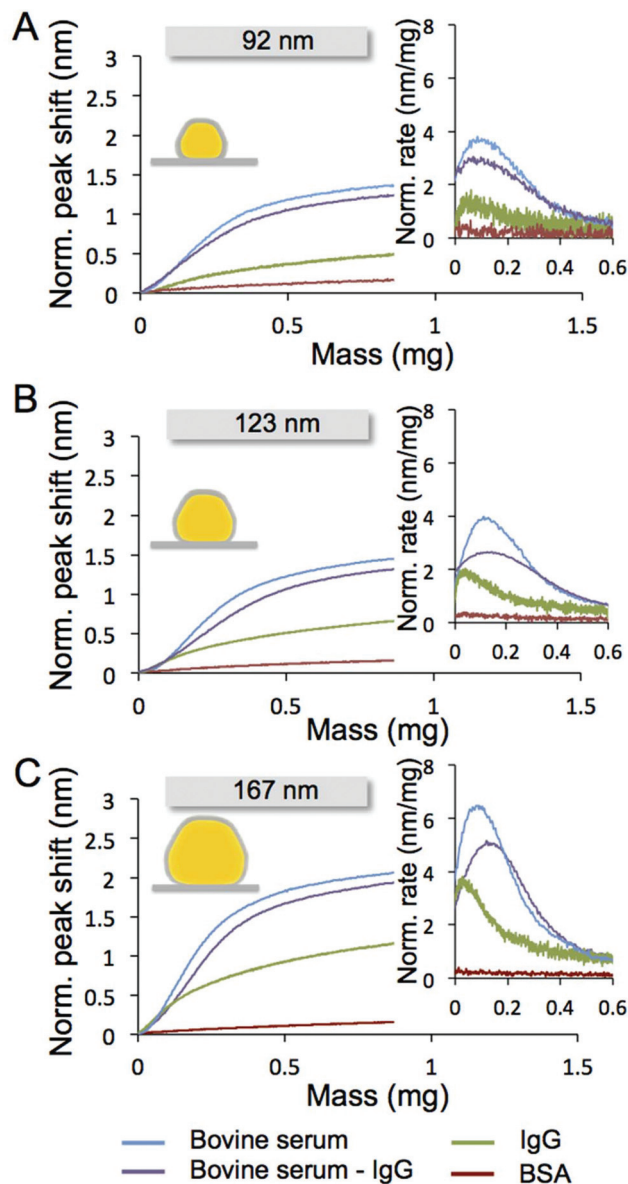 A
92 nm
Norm. peak shift (nm)
3
2.5
2
1.5
1
0.5
0
0 0.5 1 1.5
Mass (mg)
Norm. rate (nm/mg)
8
6
4
2
0
0 0.2 0.4 0.6
B
123 nm
Norm. peak shift (nm)
3
2.5
2
1.5
1
0.5
0
0 0.5 1 1.5
Mass (mg)
Norm. rate (nm/mg)
8
6
4
2
0
0 0.2 0.4 0.6
C
167 nm
Norm. peak shift (nm)
3
2.5
2
1.5
1
0.5
0
0 0.5 1 1.5
Mass (mg)
Norm. rate (nm/mg)
8
6
4
2
0
0 0.2 0.4 0.6
Bovine serum IgG
Bovine serum - IgG BSA